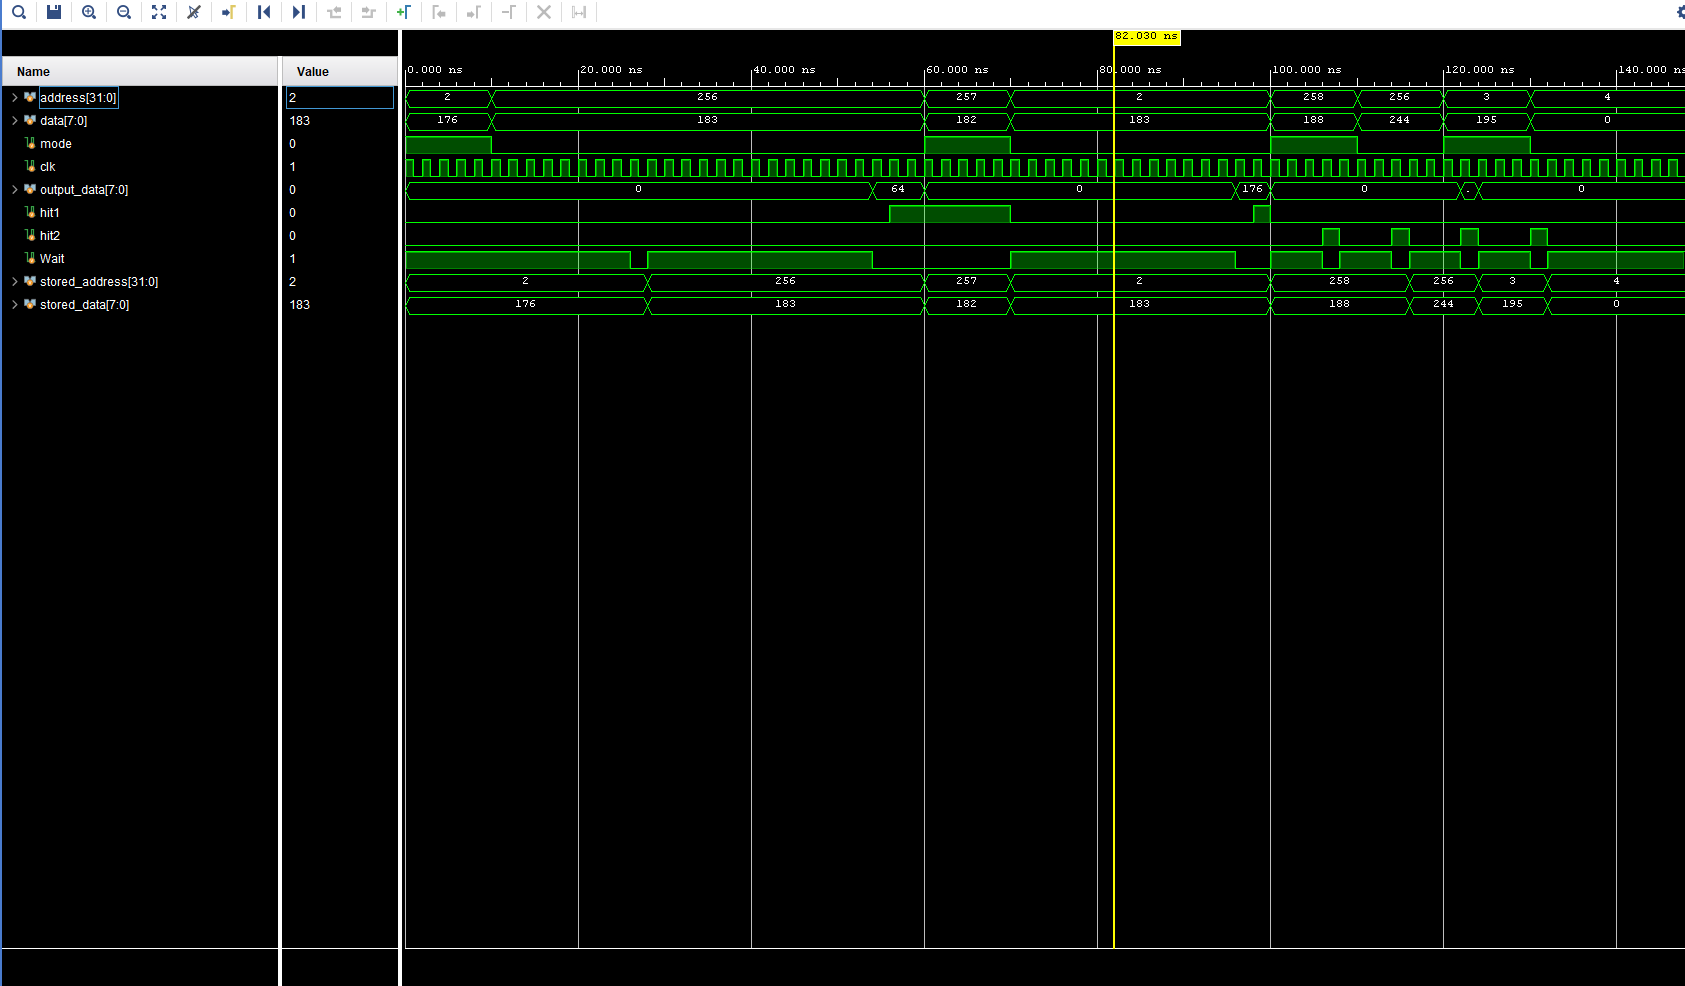 82.030 ns
Name Value
0.000 ns 20.000 ns 40.000 ns 60.000 ns 80.000 ns 100.000 ns 120.000 ns 140.000 ns
address[31:0] 2 2 256 257 2 258 256 3 4
data[7:0] 183 176 183 182 183 188 244 195 0
mode 0
clk 1
output_data[7:0] 0 0 64 0 176 0 . 0
hit1 0
hit2 0
Wait 1
stored_address[31:0] 2 2 256 257 2 258 256 3 4
stored_data[7:0] 183 176 183 182 183 188 244 195 0